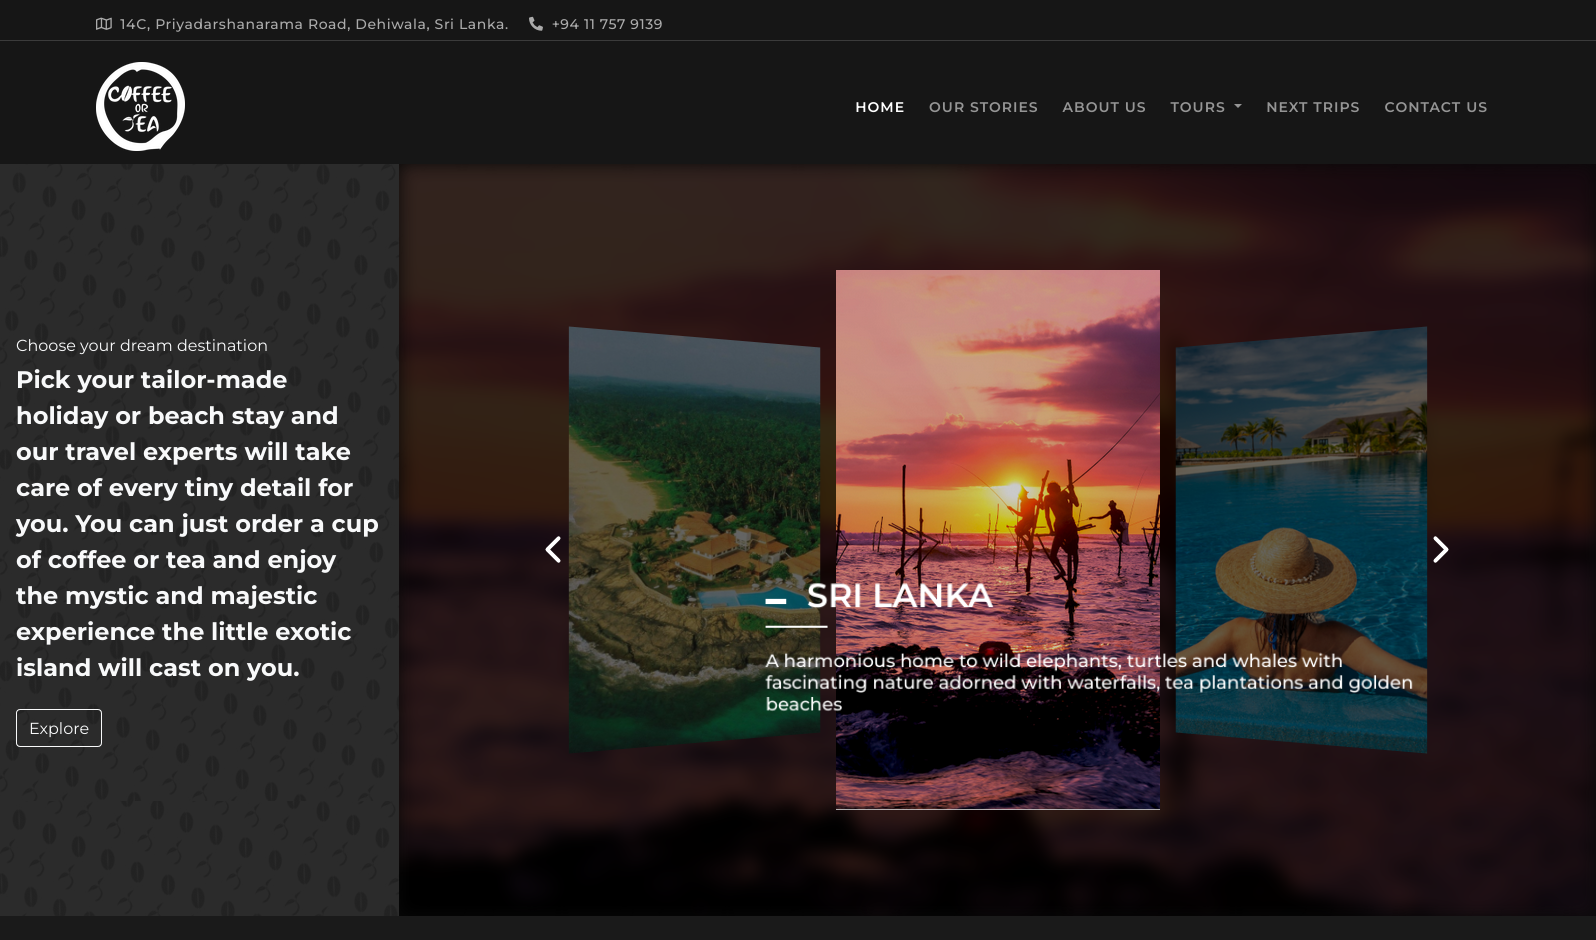 14C, Priyadarshanarama Road, Dehiwala, Sri Lanka. +94 11 757 9139
COFFEE
OR
TEA
HOME OUR STORIES ABOUT US TOURS NEXT TRIPS CONTACT US
Choose your dream destination
Pick your tailor-made
holiday or beach stay and
our travel experts will take
care of every tiny detail for
you. You can just order a cup
of coffee or tea and enjoy
the mystic and majestic
experience the little exotic
island will cast on you.
Explore
SRI LANKA
A harmonious home to wild elephants, turtles and whales with
fascinating nature adorned with waterfalls, tea plantations and golden
beaches